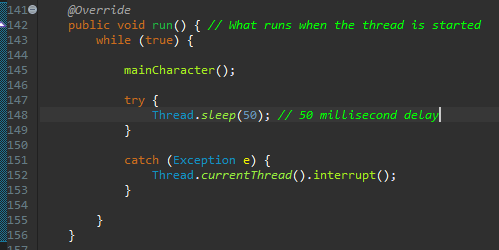 141 @Override
142 public void run() { // What runs when the thread is started
143 while (true) {
144
145 mainCharacter();
146
147 try {
148 Thread.sleep(50); // 50 millisecond delay
149 }
150
151 catch (Exception e) {
152 Thread.currentThread().interrupt();
153 }
154
155 }
156 }
157